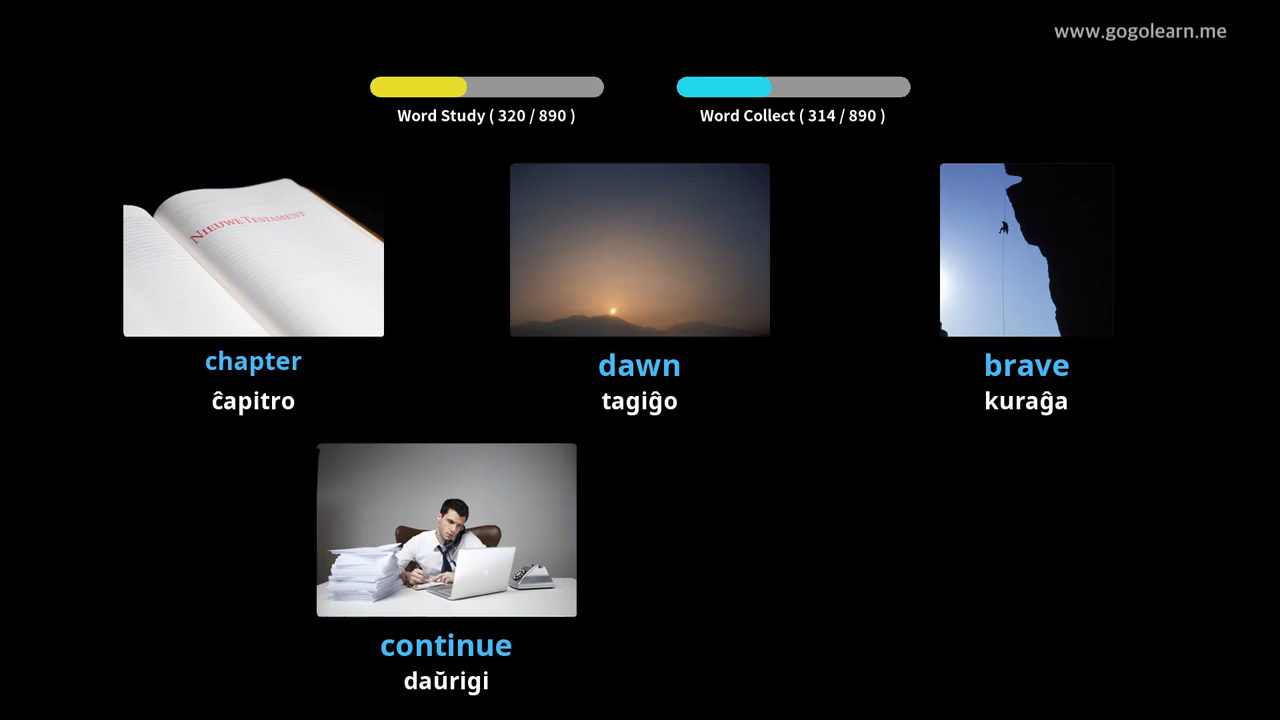 www.gogolearn.me
Word Study ( 320 / 890 )
Word Collect ( 314 / 890 )
NIEUWE TESTAMENT
chapter
ĉapitro
dawn
tagiĝo
brave
kuraĝa
continue
daŭrigi